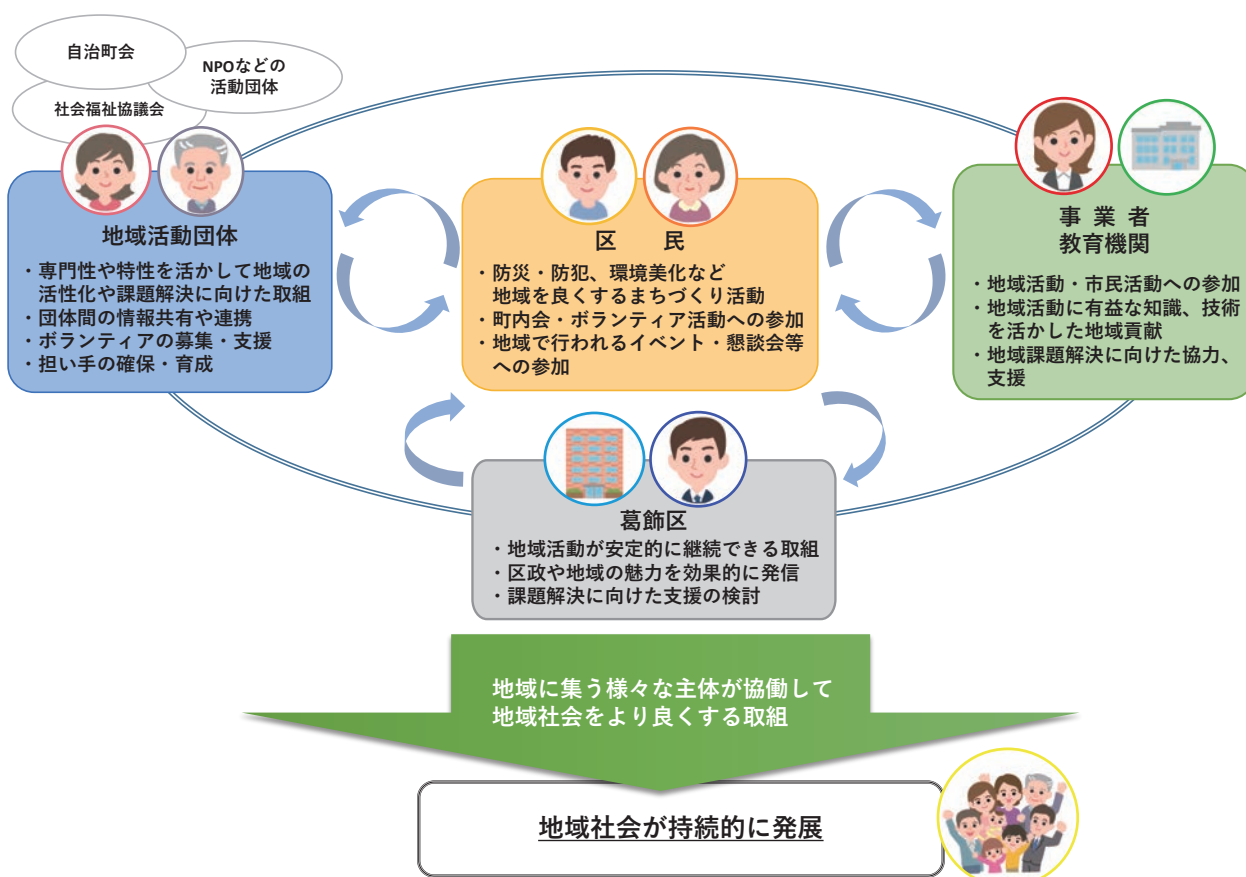 自治町会
NPOなどの
活動団体
社会福祉協議会
地域活動団体
・専門性や特性を活かして地域の
活性化や課題解決に向けた取組
・団体間の情報共有や連携
・ボランティアの募集・支援
・担い手の確保・育成
区　民
・防災・防犯、環境美化など
地域を良くするまちづくり活動
・町内会・ボランティア活動への参加
・地域で行われるイベント・懇談会等
への参加
事 業 者
教育機関
・地域活動・市民活動への参加
・地域活動に有益な知識、技術
を活かした地域貢献
・地域課題解決に向けた協力、
支援
葛飾区
・地域活動が安定的に継続できる取組
・区政や地域の魅力を効果的に発信
・課題解決に向けた支援の検討
地域に集う様々な主体が協働して
地域社会をより良くする取組
地域社会が持続的に発展